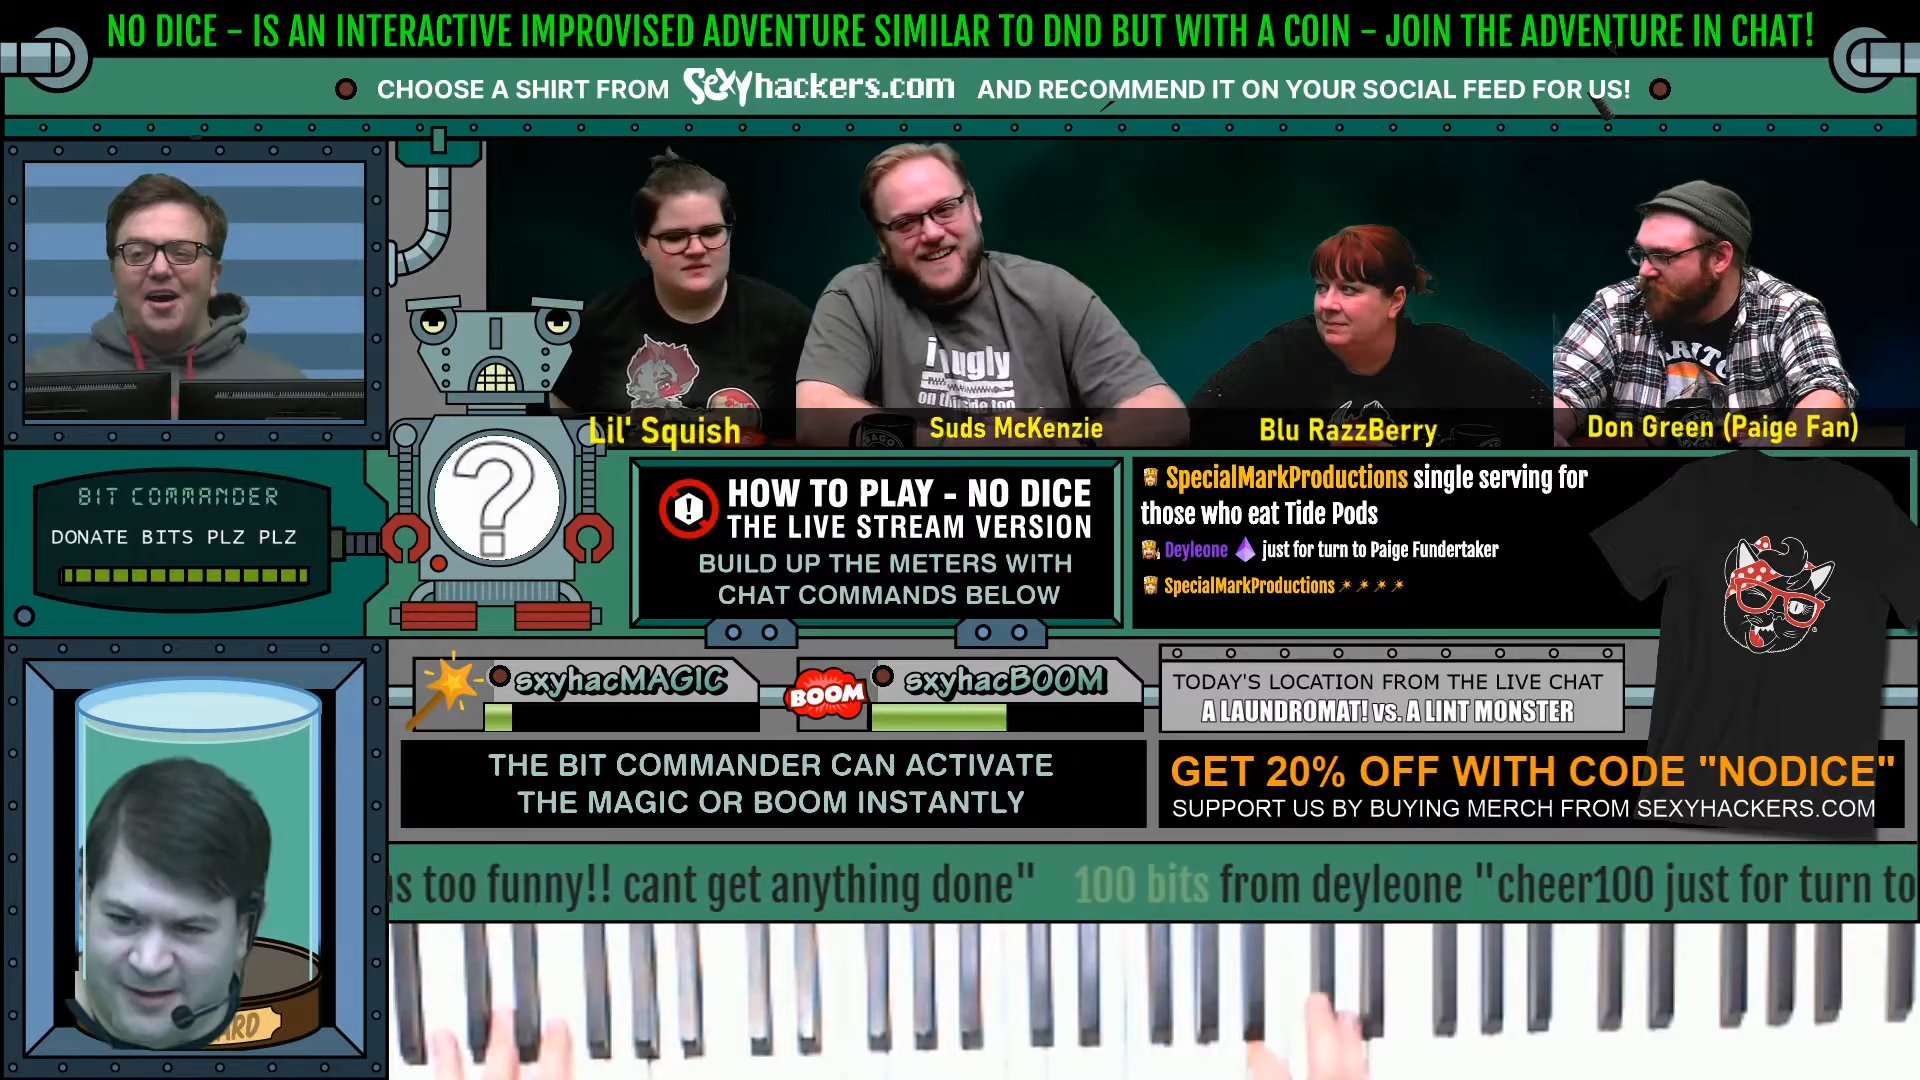 NO DICE - IS AN INTERACTIVE IMPROVISED ADVENTURE SIMILAR TO DND BUT WITH A COIN - JOIN THE ADVENTURE IN CHAT!
CHOOSE A SHIRT FROM Sexyhackers.com AND RECOMMEND IT ON YOUR SOCIAL FEED FOR US!
i ugly
on this side too
Lil' Squish
Suds McKenzie
Blu RazzBerry
Don Green (Paige Fan)
BIT COMMANDER
DONATE BITS PLZ PLZ
?
HOW TO PLAY - NO DICE
THE LIVE STREAM VERSION
BUILD UP THE METERS WITH
CHAT COMMANDS BELOW
SpecialMarkProductions single serving for
those who eat Tide Pods
Deyleone just for turn to Paige Fundertaker
SpecialMarkProductions
sxyhacMAGIC
BOOM
sxyhacBOOM
TODAY'S LOCATION FROM THE LIVE CHAT
A LAUNDROMAT! vs. A LINT MONSTER
THE BIT COMMANDER CAN ACTIVATE
THE MAGIC OR BOOM INSTANTLY
GET 20% OFF WITH CODE "NODICE"
SUPPORT US BY BUYING MERCH FROM SEXYHACKERS.COM
s too funny!! cant get anything done" 100 bits from deyleone "cheer100 just for turn to
ARD